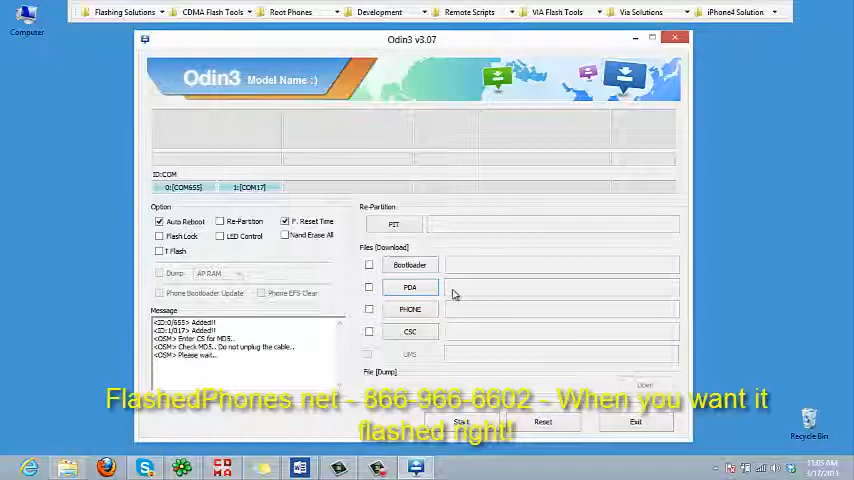 Flashing Solutions
CDMA Flash Tools
Root Phones
Development
Remote Scripts
VIA Flash Tools
Via Solutions
iPhone4 Solution
Computer
Odin3 v3.07
Odin3 Model Name :)
ID:COM
0:[COM655]
1:[COM17]
Option
Auto Reboot
Re-Partition
F. Reset Time
Flash Lock
LED Control
Nand Erase All
T Flash
Dump
AP RAM
Phone Bootloader Update
Phone EFS Clear
Message
<ID:0/655> Added!!
<ID:1/017> Added!!
<OSM> Enter CS for MD5..
<OSM> Check MD5.. Do not unplug the cable..
<OSM> Please wait..
Re-Partition
PIT
Files [Download]
Bootloader
PDA
PHONE
CSC
UMS
File [Dump]
Open
FlashedPhones.net - 866-966-6602 - When you want it
flashed right!
Start
Reset
Exit
Recycle Bin
CDMA
11:05 AM